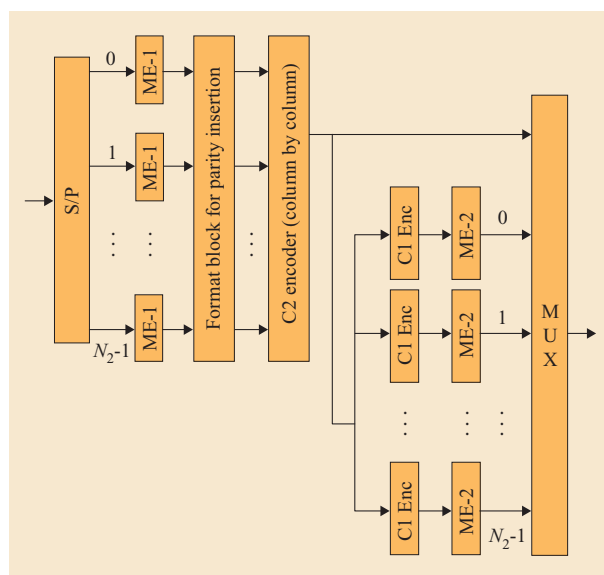 S/P
0
ME-1
1
ME-1
⋮ ⋮
N₂-1
ME-1
Format block for parity insertion
⋮
C2 encoder (column by column)
C1 Enc
ME-2
0
C1 Enc
ME-2
1
⋮ ⋮ ⋮
C1 Enc
ME-2
N₂-1
M
U
X